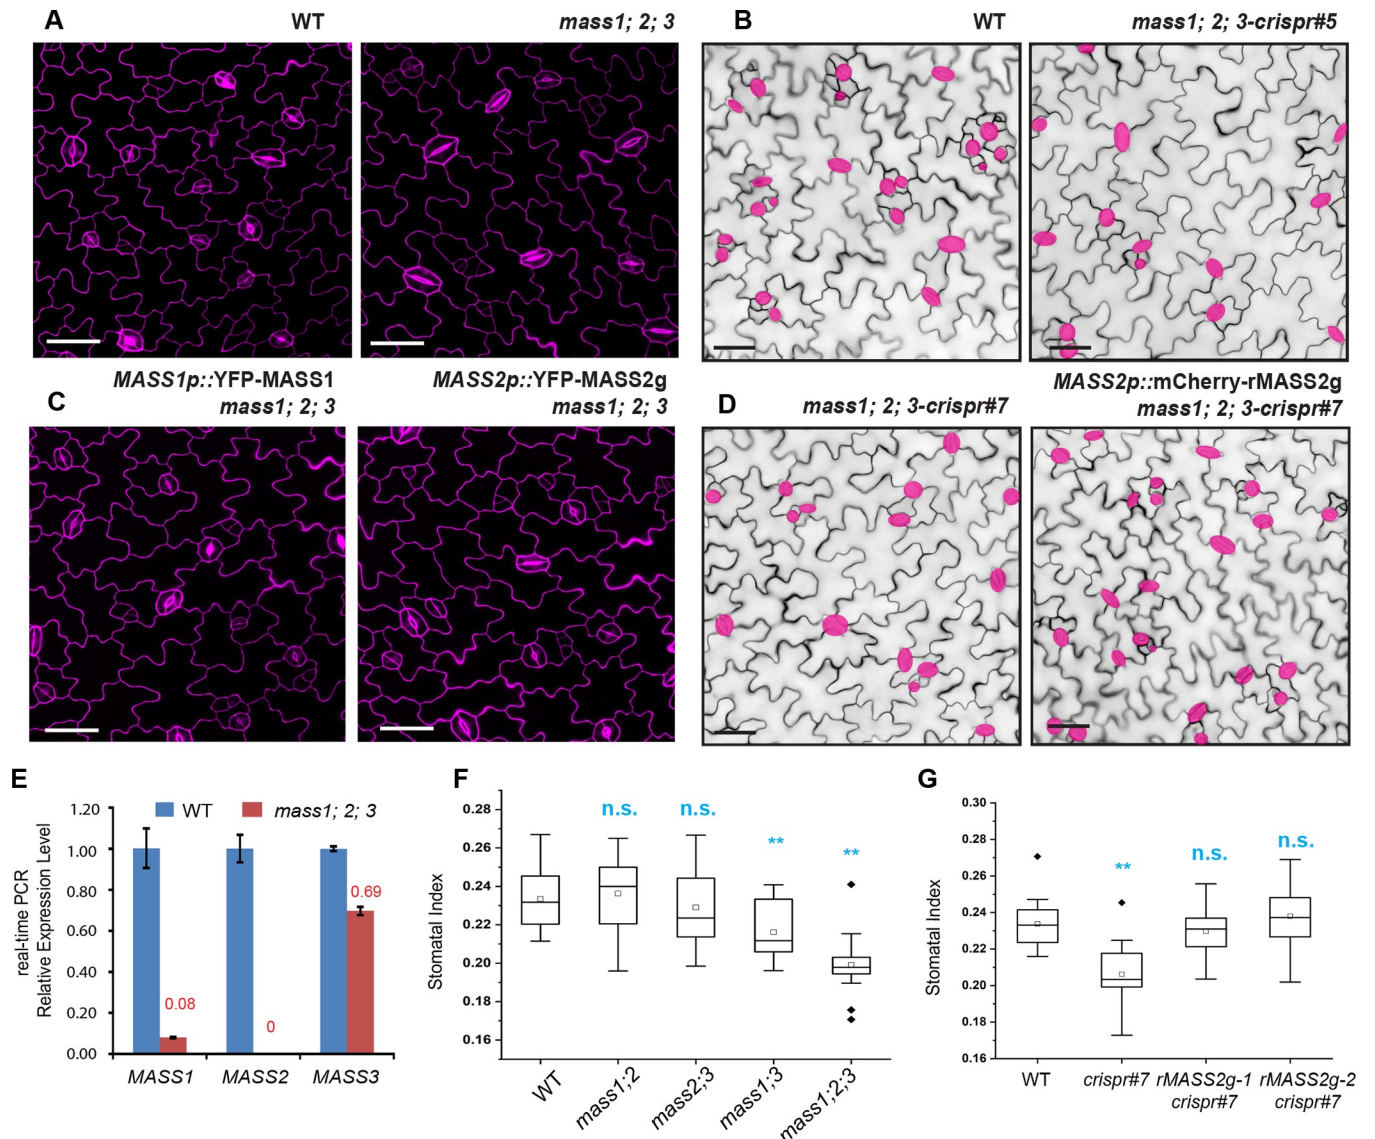 A WT mass1; 2; 3
B WT mass1; 2; 3-crispr#5
C MASS1p::YFP-MASS1 mass1; 2; 3
MASS2p::YFP-MASS2g mass1; 2; 3
D mass1; 2; 3-crispr#7
MASS2p::mCherry-rMASS2g
mass1; 2; 3-crispr#7
E
WT mass1; 2; 3
real-time PCR
Relative Expression Level
1.20
1.00
0.80
0.60
0.40
0.20
0.00
0.08
0
0.69
MASS1 MASS2 MASS3
F
Stomatal Index
0.28
0.26
0.24
0.22
0.20
0.18
0.16
n.s. n.s. ** **
WT mass1;2 mass2;3 mass1;3 mass1;2;3
G
Stomatal Index
0.30
0.28
0.26
0.24
0.22
0.20
0.18
0.16
** n.s. n.s.
WT crispr#7 rMASS2g-1 rMASS2g-2
crispr#7 crispr#7